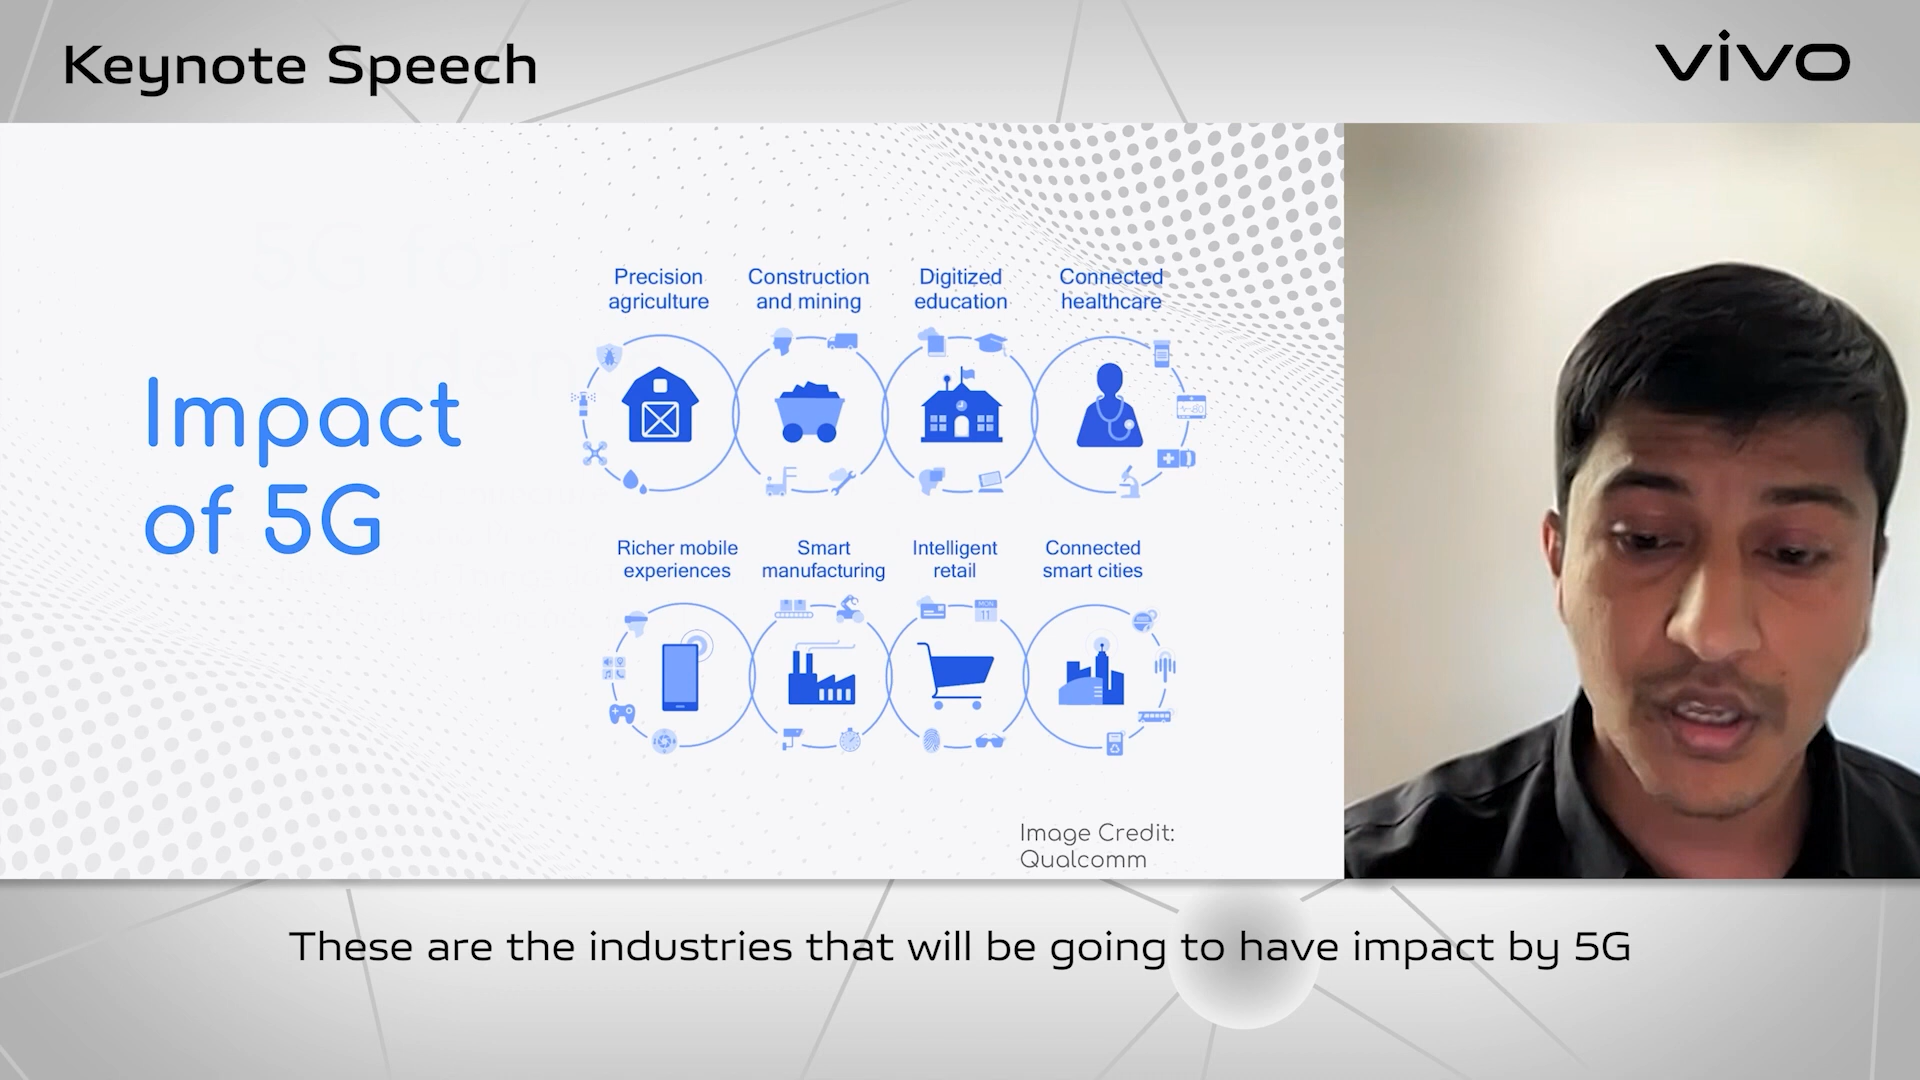 Keynote Speech
vivo
Impact
of 5G
Precision
agriculture
Construction
and mining
Digitized
education
Connected
healthcare
Richer mobile
experiences
Smart
manufacturing
Intelligent
retail
Connected
smart cities
MON
11
Image Credit:
Qualcomm
These are the industries that will be going to have impact by 5G